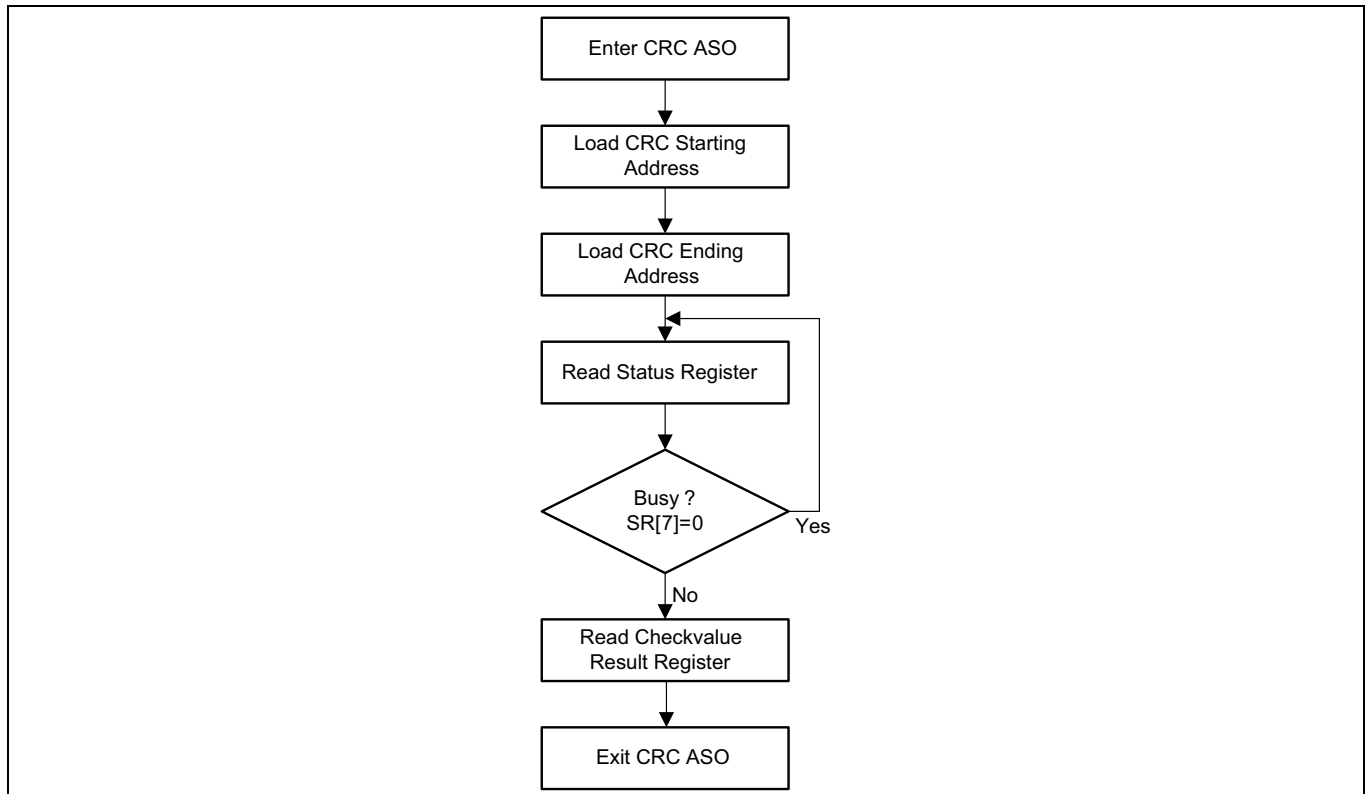 Enter CRC ASO
Load CRC Starting
Address
Load CRC Ending
Address
Read Status Register
Busy ?
SR[7]=0
Yes
No
Read Checkvalue
Result Register
Exit CRC ASO